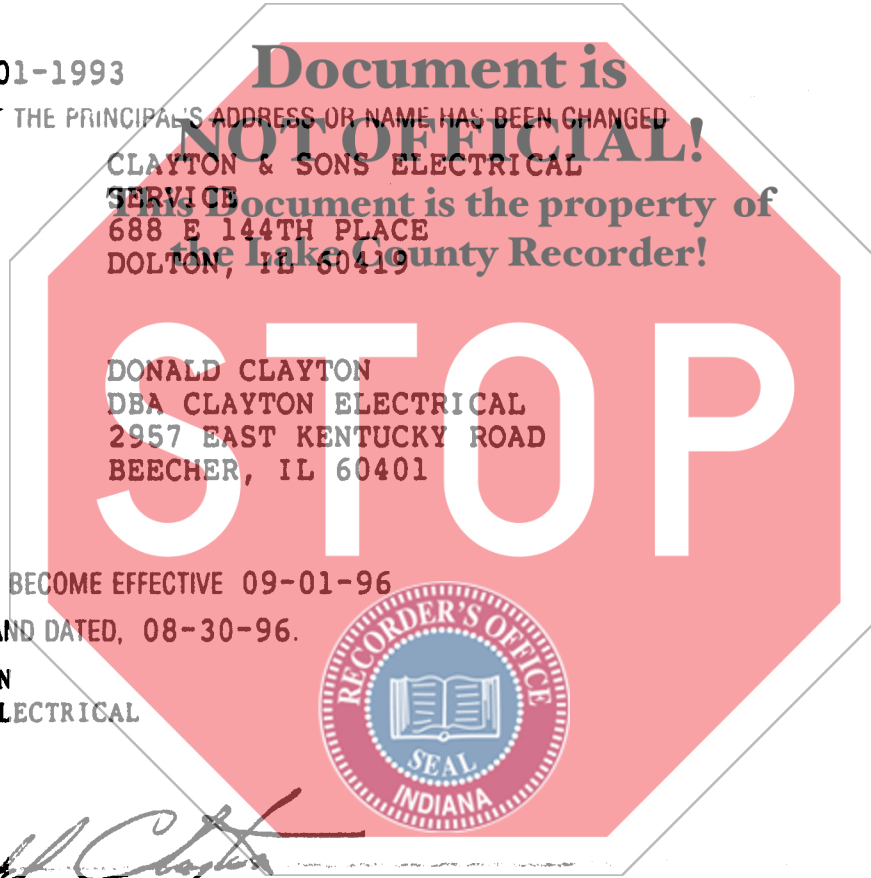 01-1993
Document is
THE PRINCIPAL'S ADDRESS OR NAME HAS BEEN CHANGED
NOT OFFICIAL!
CLAYTON & SONS ELECTRICAL
SERVICE
This Document is the property of
688 E 144TH PLACE
the Lake County Recorder!
DOLTON, IL 60419
STOP
DONALD CLAYTON
DBA CLAYTON ELECTRICAL
2957 EAST KENTUCKY ROAD
BEECHER, IL 60401
BECOME EFFECTIVE 09-01-96
AND DATED, 08-30-96.
N
LECTRICAL
RECORDER'S OFFICE
SEAL
INDIANA
Clayton